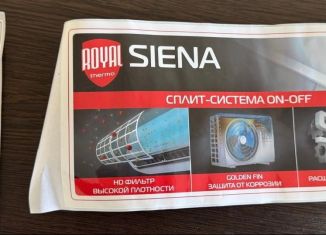 ROYAL
thermo
SIENA
СПЛИТ-СИСТЕМА ON-OFF
HD ФИЛЬТР
ВЫСОКОЙ ПЛОТНОСТИ
GOLDEN FIN
ЗАЩИТА ОТ КОРРОЗИИ